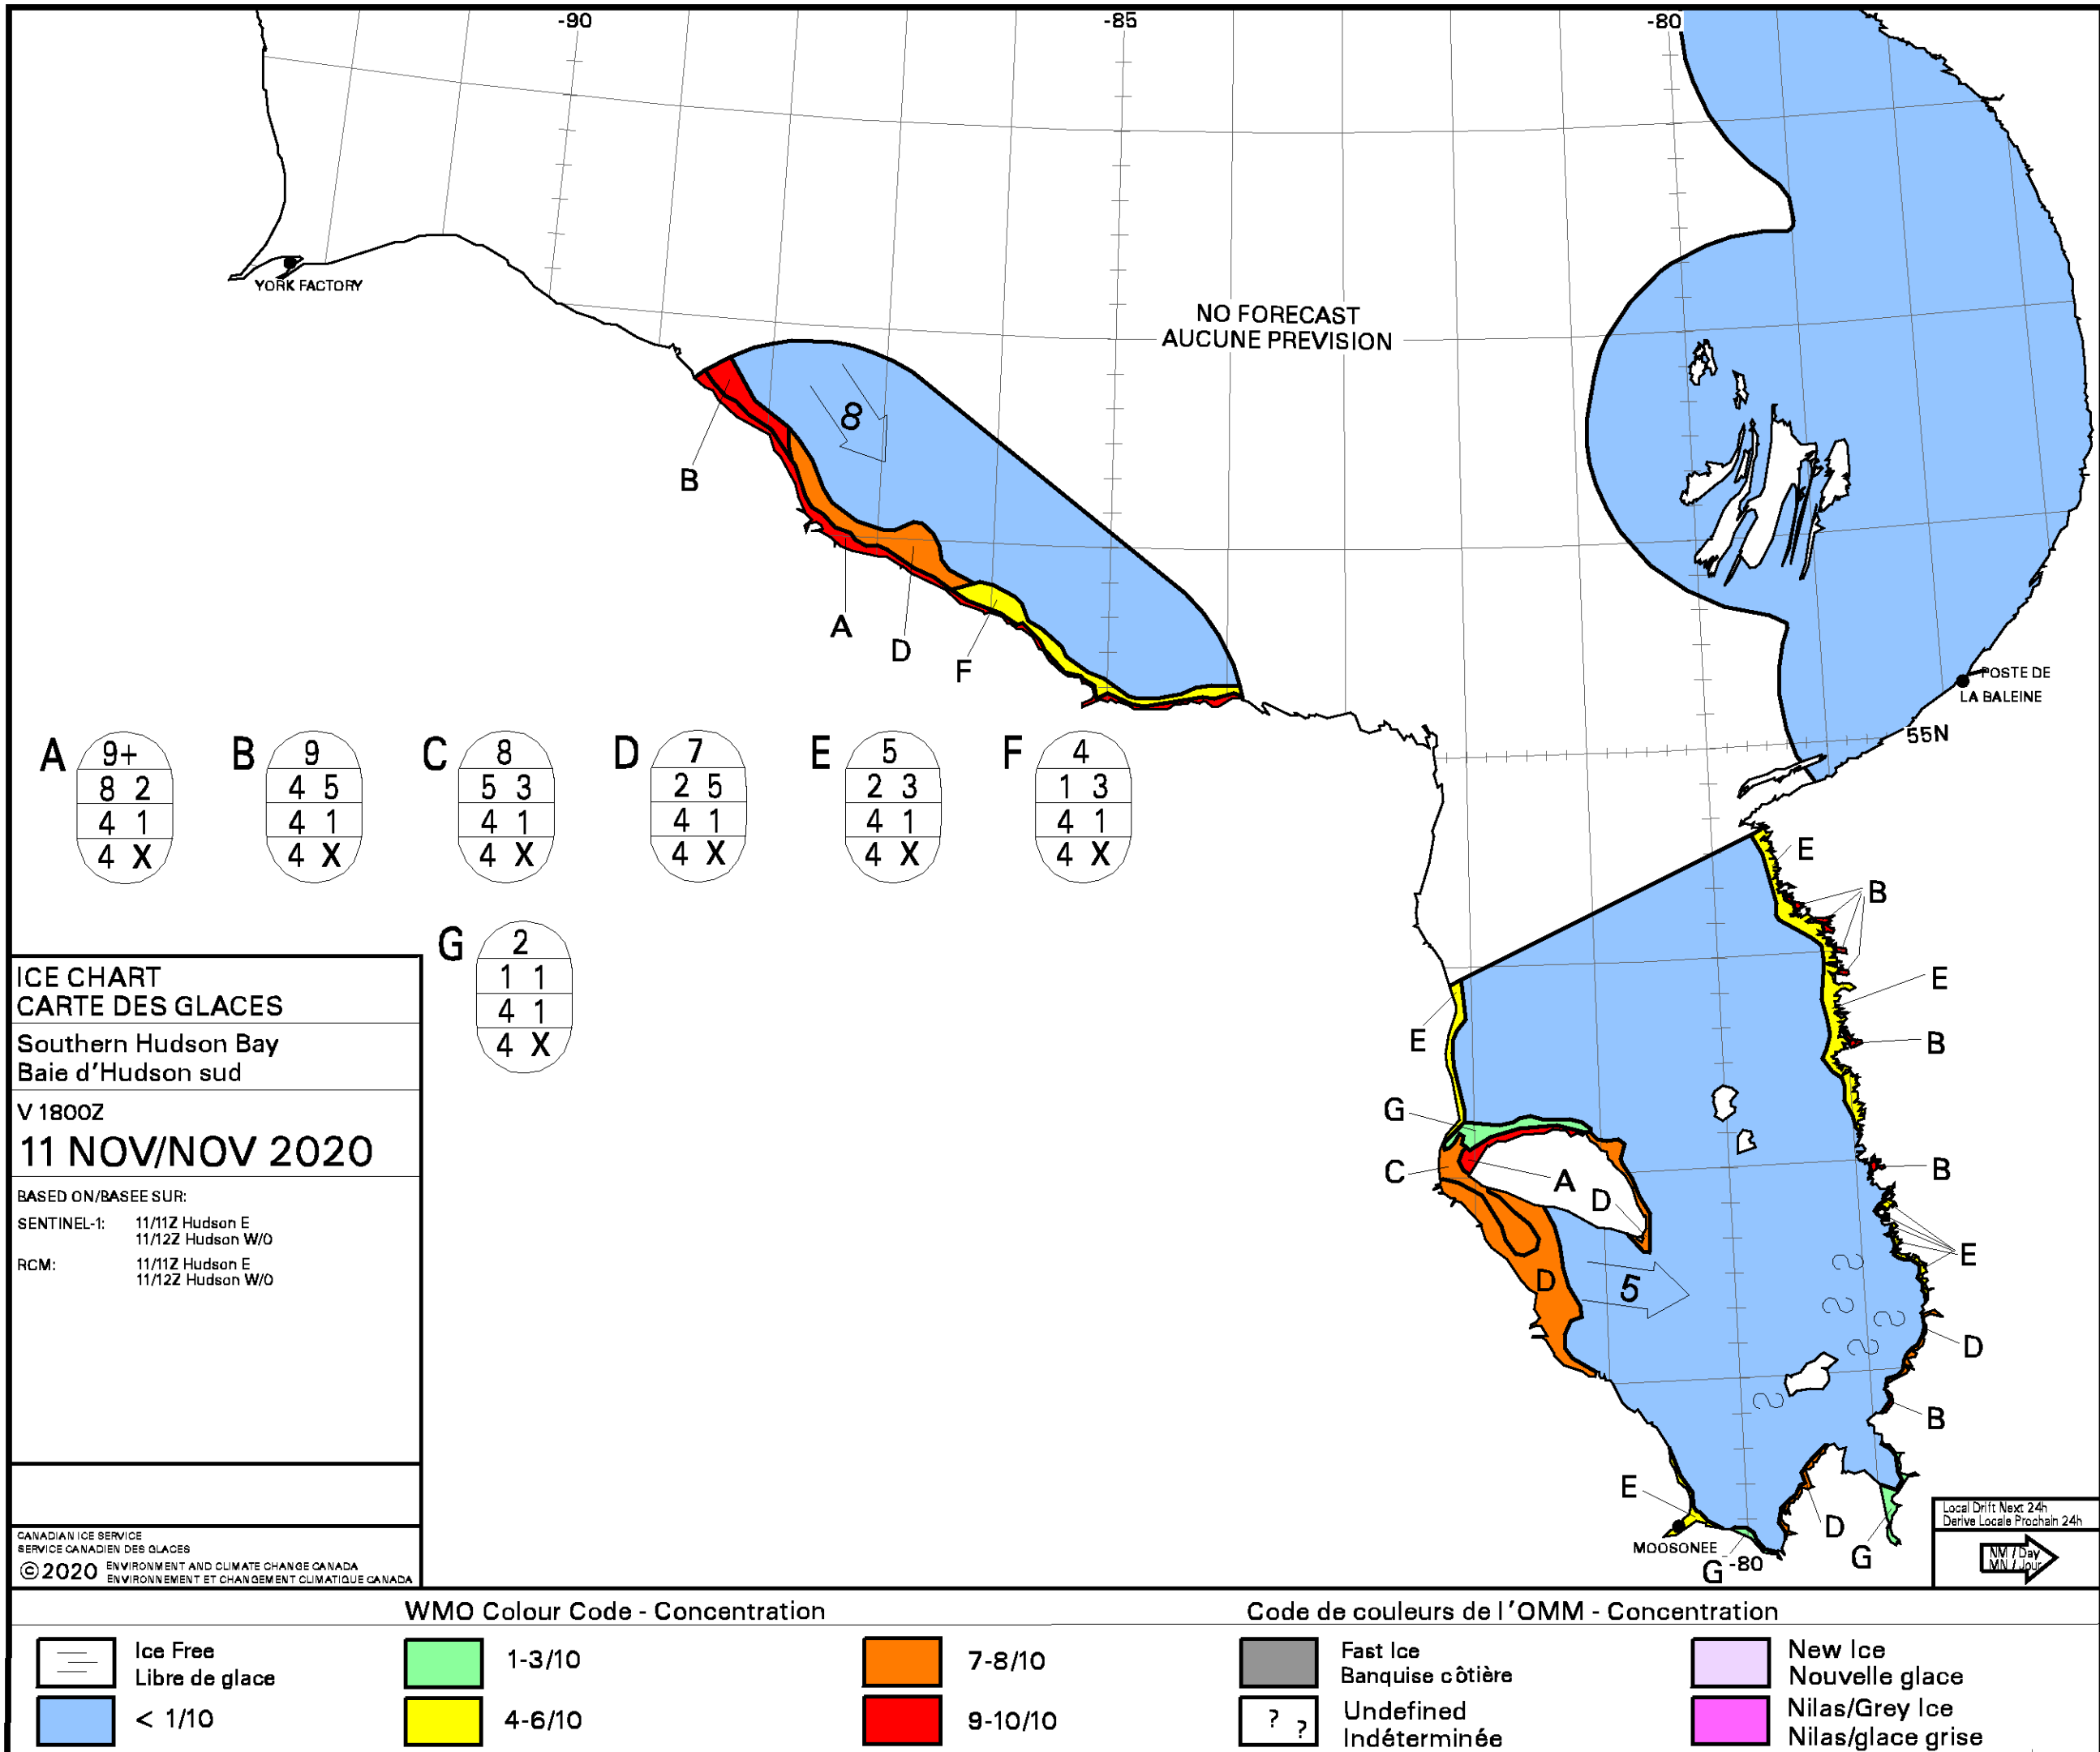 -90
-85
-80
YORK FACTORY
NO FORECAST
AUCUNE PREVISION
8
B
A
D
F
POSTE DE
LA BALEINE
55N
A
9+
8 2
4 1
4 X
B
9
4 5
4 1
4 X
C
8
5 3
4 1
4 X
D
7
2 5
4 1
4 X
E
5
2 3
4 1
4 X
F
4
1 3
4 1
4 X
G
2
1 1
4 1
4 X
E
B
E
B
E
G
C
A
D
B
E
D
5
D
B
E
D
G
MOOSONEE
G
-80
ICE CHART
CARTE DES GLACES
Southern Hudson Bay
Baie d'Hudson sud
V 1800Z
11 NOV/NOV 2020
BASED ON/BASEE SUR:
SENTINEL-1: 11/11Z Hudson E
11/12Z Hudson W/O
RCM: 11/11Z Hudson E
11/12Z Hudson W/O
CANADIAN ICE SERVICE
SERVICE CANADIEN DES GLACES
©2020 ENVIRONMENT AND CLIMATE CHANGE CANADA
ENVIRONNEMENT ET CHANGEMENT CLIMATIQUE CANADA
Local Drift Next 24h
Derive Locale Prochain 24h
NM / Day
MN / Jour
WMO Colour Code - Concentration
Code de couleurs de l'OMM - Concentration
Ice Free
Libre de glace
< 1/10
1-3/10
4-6/10
7-8/10
9-10/10
Fast Ice
Banquise côtière
? ?
Undefined
Indéterminée
New Ice
Nouvelle glace
Nilas/Grey Ice
Nilas/glace grise